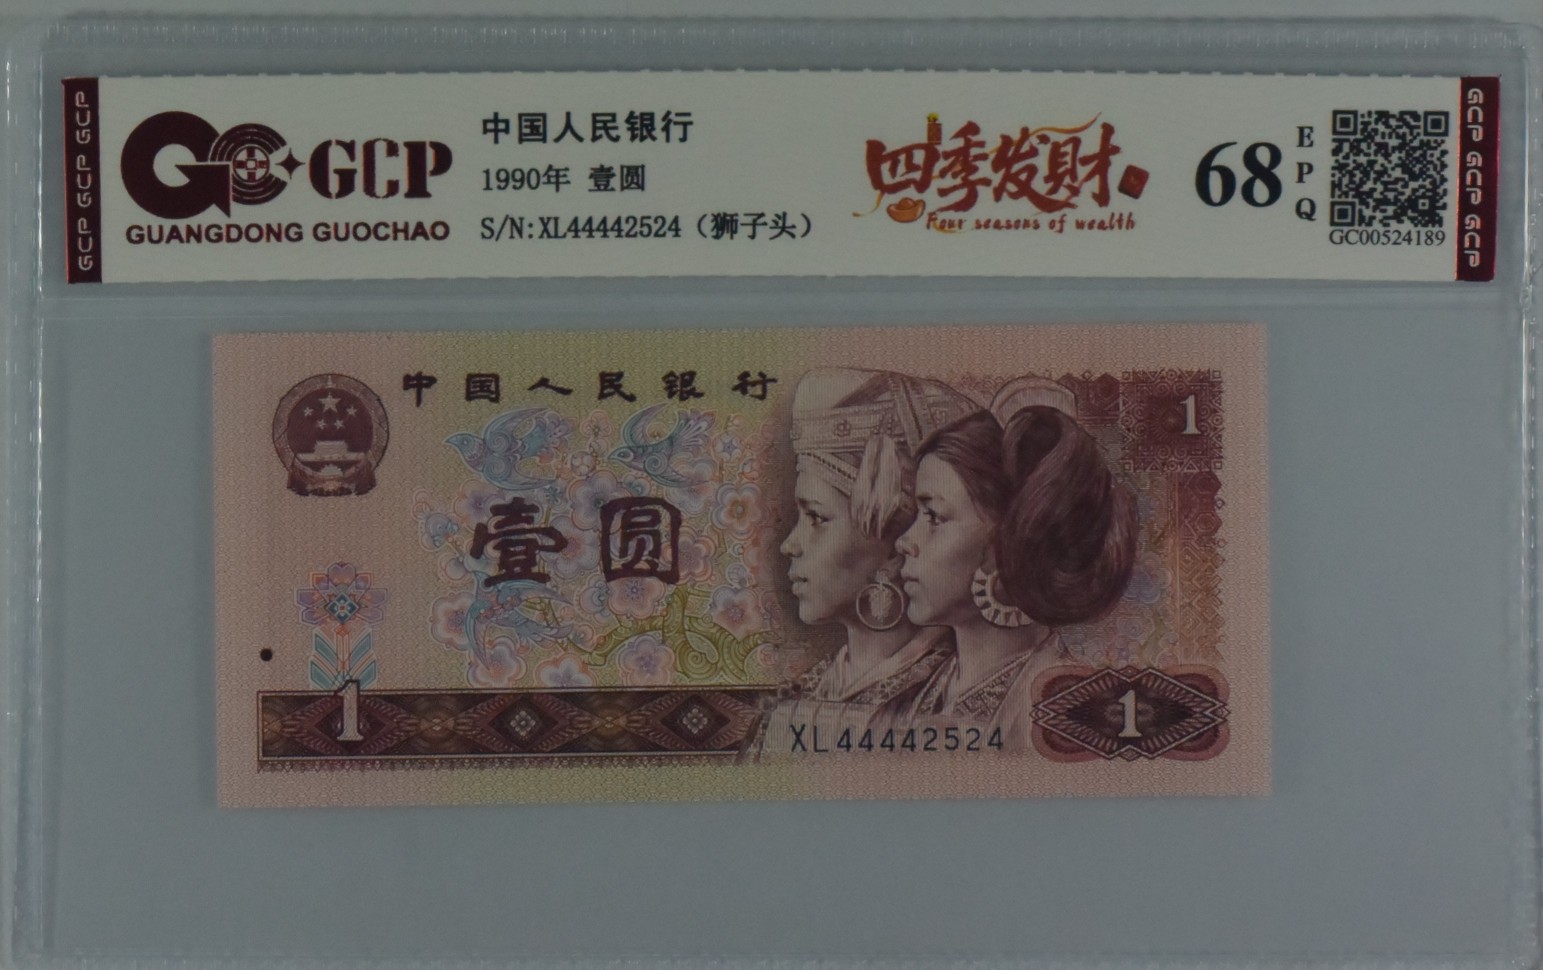 GCP GCP GCP
GCP
GUANGDONG GUOCHAO
中国人民银行
1990年 壹圆
S/N:XL44442524（狮子头）
四季发财
Four seasons of wealth
68
EPQ
GC00524189
GCP GCP GCP
中国人民银行
1
壹圆
1
XL44442524
1